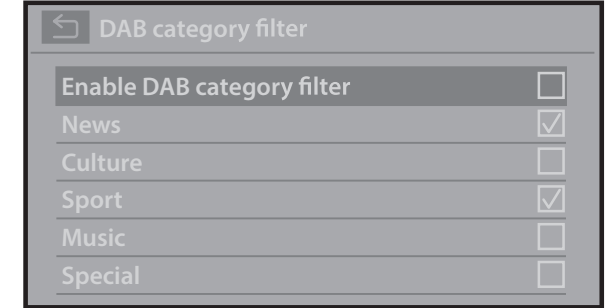 DAB category filter
Enable DAB category filter
News
Culture
Sport
Music
Special